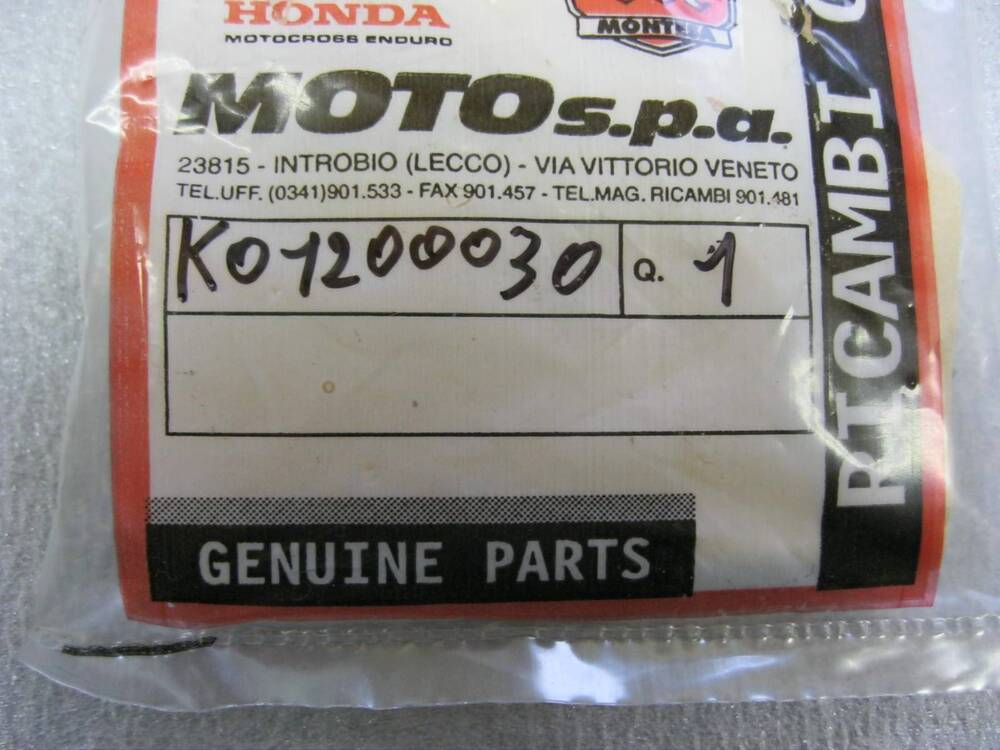 HONDA
MOTOCROSS ENDURO
MONTESA
MOTO s.p.a.
23815 - INTROBIO (LECCO) - VIA VITTORIO VENETO
TEL.UFF. (0341)901.533 - FAX 901.457 - TEL.MAG. RICAMBI 901.481
K01200030 Q. 1
GENUINE PARTS
RICAMBI